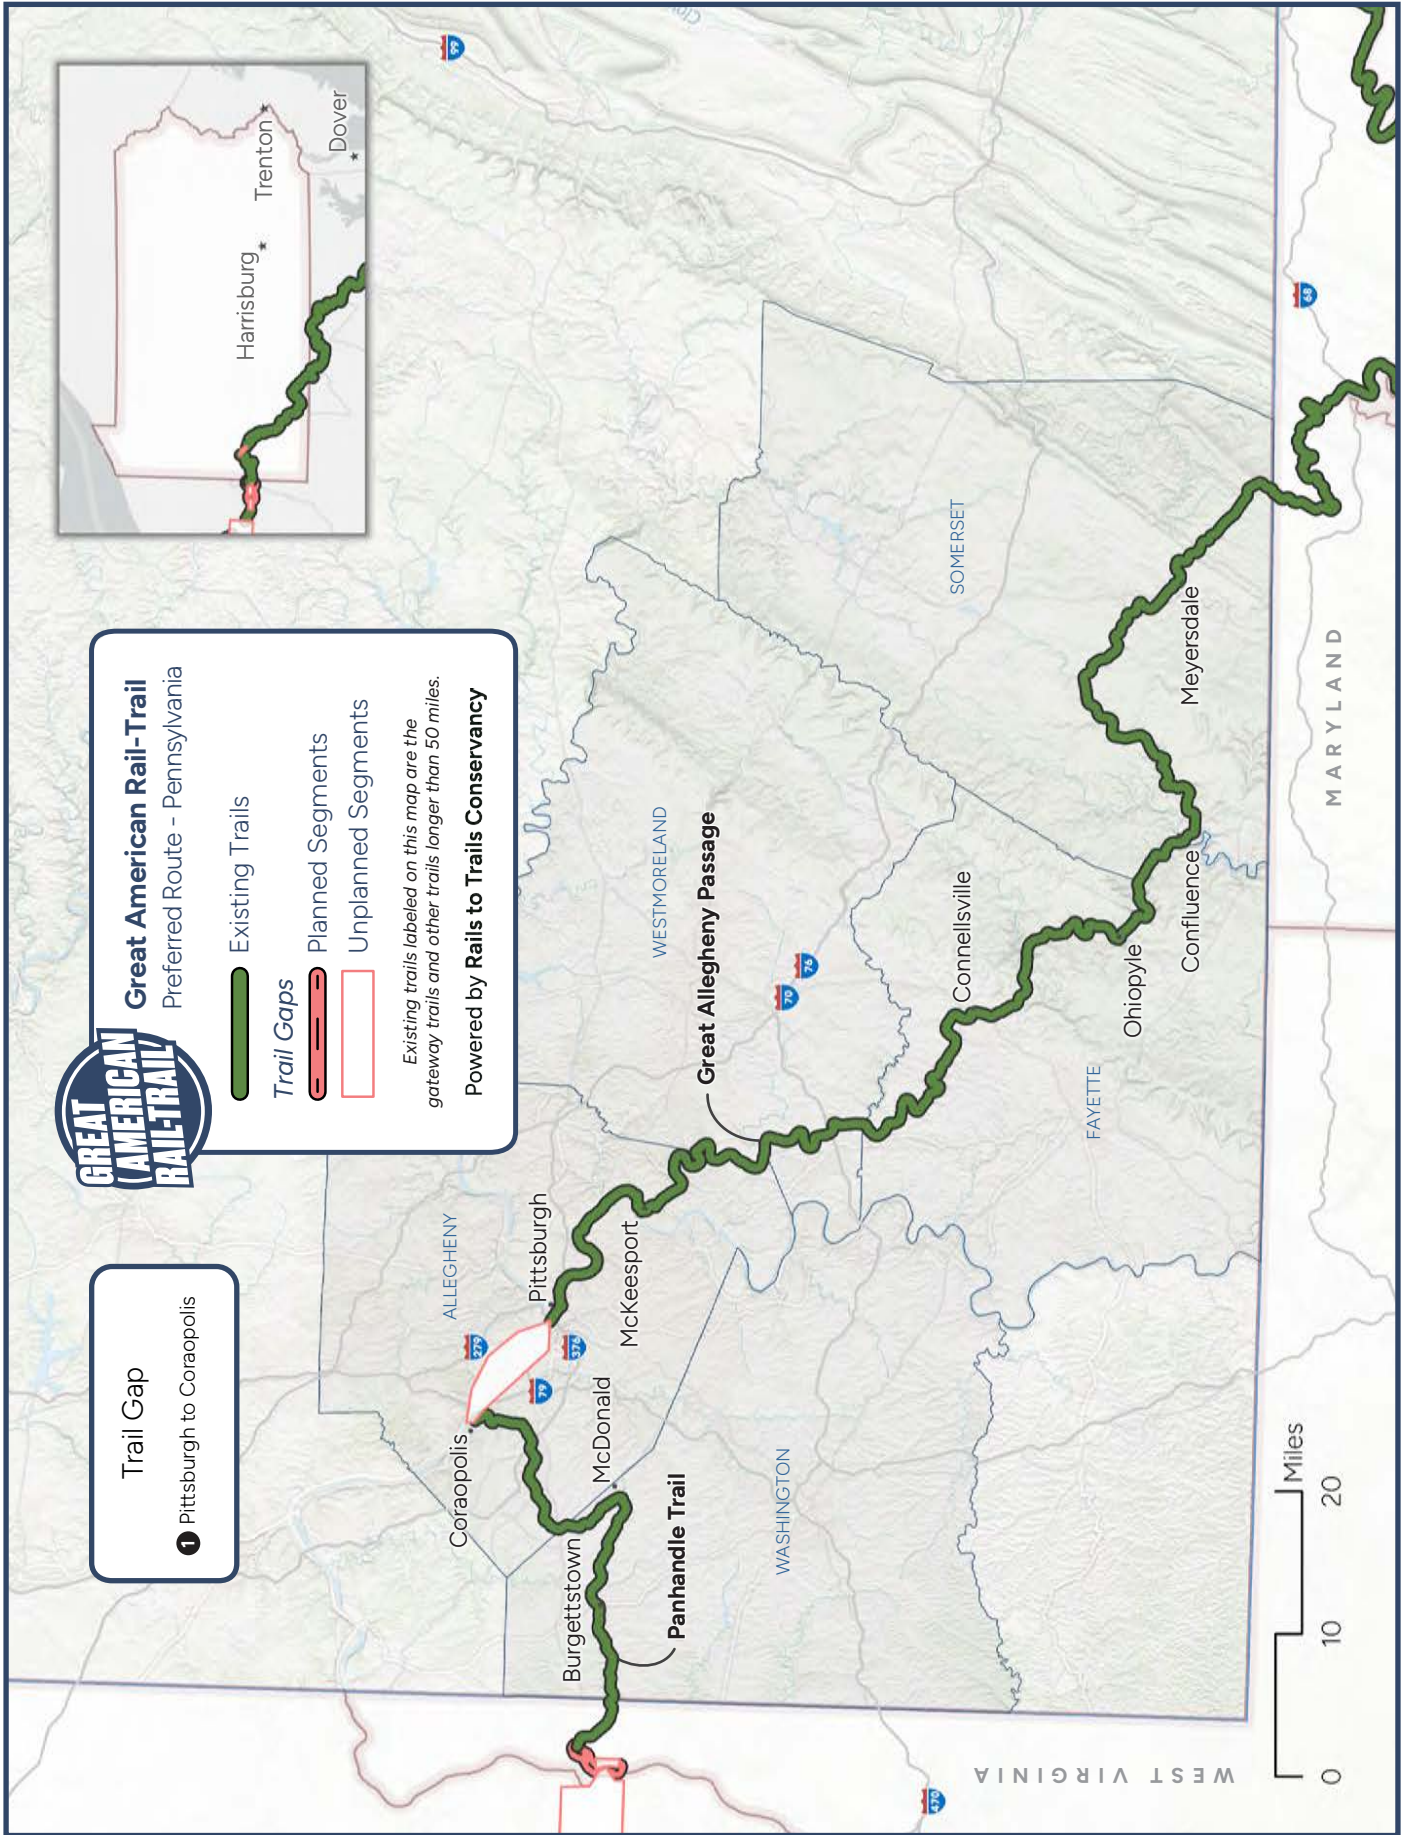 GREAT
AMERICAN
RAIL-TRAIL
Great American Rail-Trail
Preferred Route - Pennsylvania
Existing Trails
Trail Gaps
Planned Segments
Unplanned Segments
Existing trails labeled on this map are the
gateway trails and other trails longer than 50 miles.
Powered by Rails to Trails Conservancy
Trail Gap
1 Pittsburgh to Coraopolis
Harrisburg
Trenton
Dover
99
ALLEGHENY
Pittsburgh
279
376
79
Coraopolis
McKeesport
McDonald
Burgettstown
Panhandle Trail
WASHINGTON
WESTMORELAND
Great Allegheny Passage
70
76
Connellsville
SOMERSET
FAYETTE
Ohiopyle
Confluence
Meyersdale
68
MARYLAND
WEST VIRGINIA
470
Miles
0 10 20